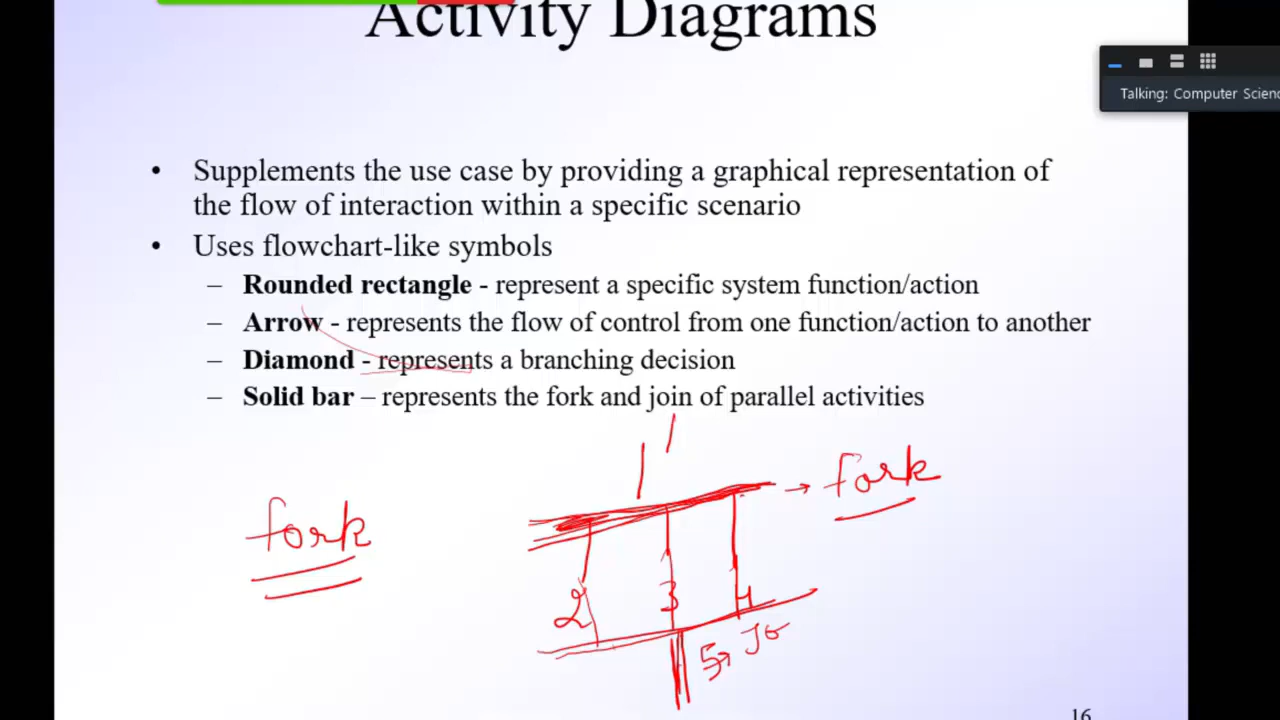 Activity Diagrams
Talking: Computer Scienc
• Supplements the use case by providing a graphical representation of
the flow of interaction within a specific scenario
• Uses flowchart-like symbols
– Rounded rectangle - represent a specific system function/action
– Arrow - represents the flow of control from one function/action to another
– Diamond - represents a branching decision
– Solid bar – represents the fork and join of parallel activities
1
→ fork
fork
2 3 4
5→ Jo
16